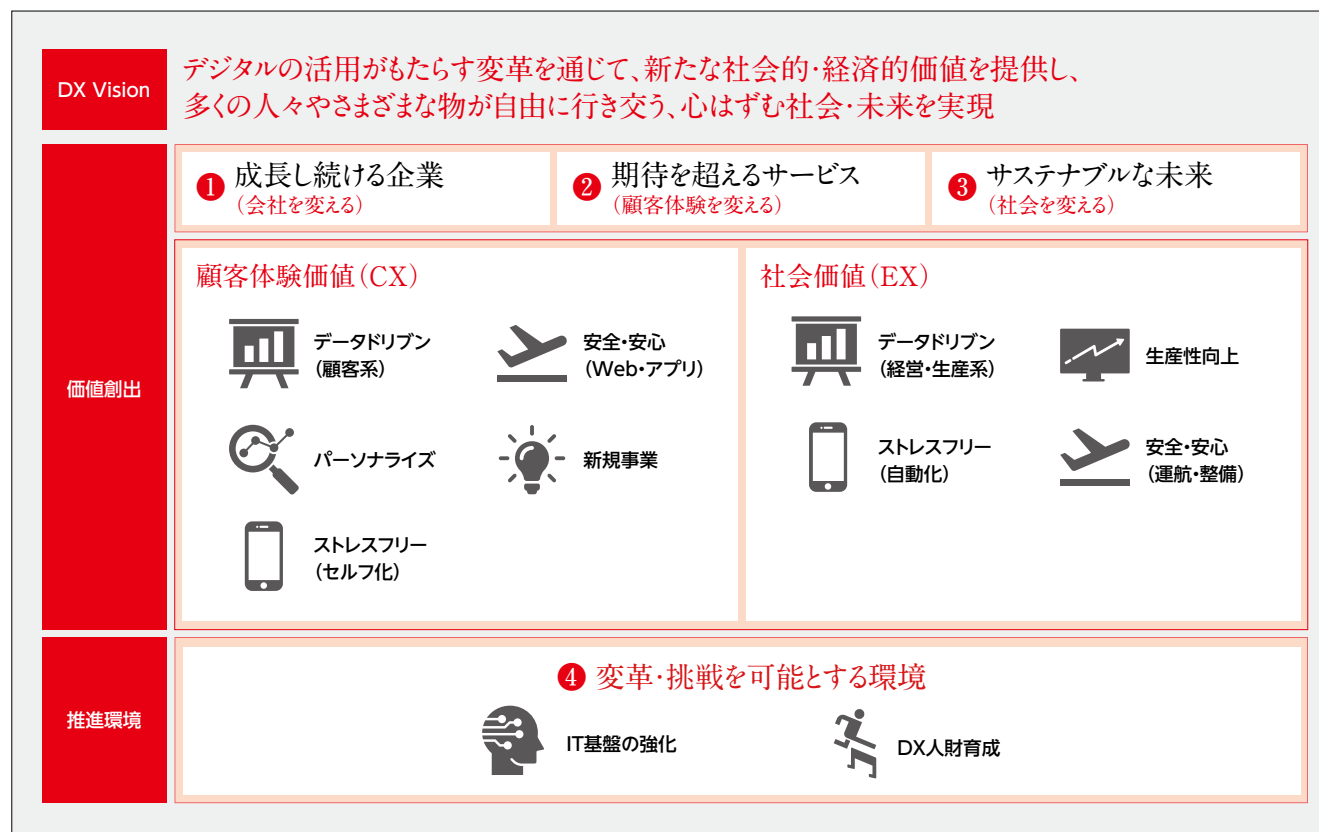 DX Vision
デジタルの活用がもたらす変革を通じて、新たな社会的・経済的価値を提供し、
多くの人々やさまざまな物が自由に行き交う、心はずむ社会・未来を実現
価値創出
❶ 成長し続ける企業
（会社を変える）
❷ 期待を超えるサービス
（顧客体験を変える）
❸ サステナブルな未来
（社会を変える）
顧客体験価値（CX）
データドリブン
（顧客系）
安全・安心
（Web・アプリ）
パーソナライズ
新規事業
ストレスフリー
（セルフ化）
社会価値（EX）
データドリブン
（経営・生産系）
生産性向上
ストレスフリー
（自動化）
安全・安心
（運航・整備）
推進環境
❹ 変革・挑戦を可能とする環境
IT基盤の強化
DX人財育成